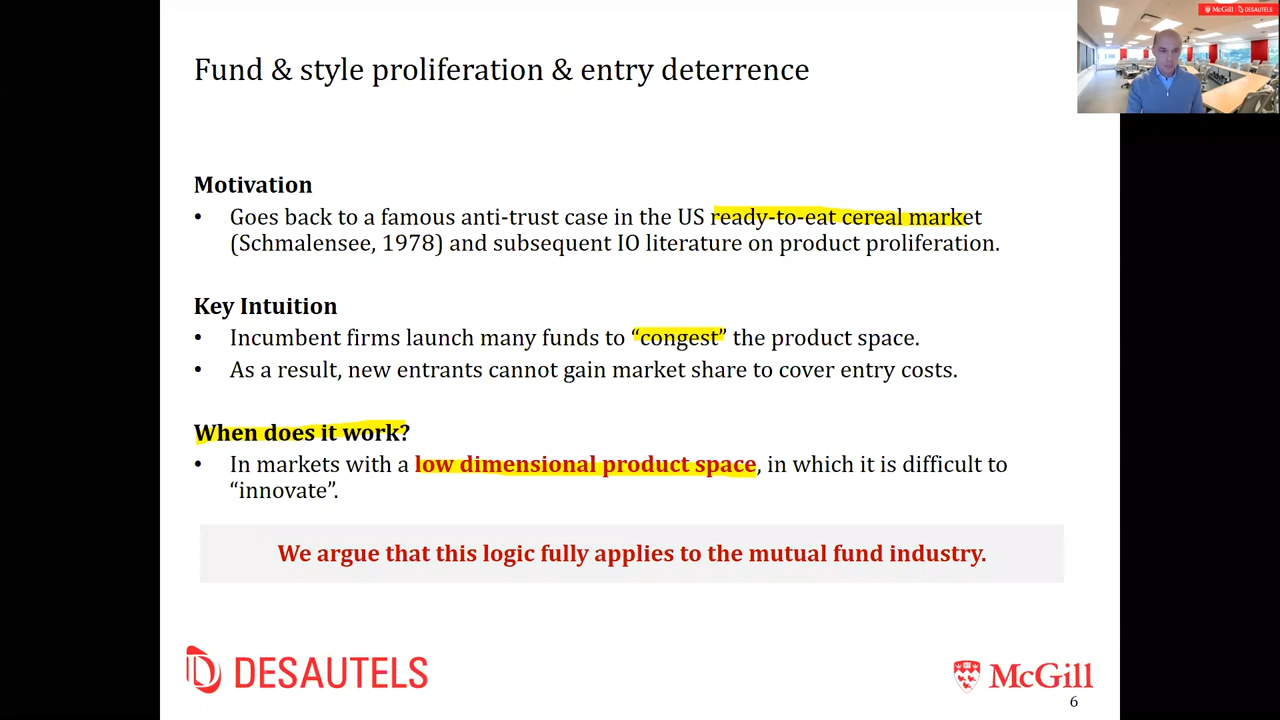 McGill DESAUTELS
Fund & style proliferation & entry deterrence
Motivation
• Goes back to a famous anti-trust case in the US ready-to-eat cereal market
(Schmalensee, 1978) and subsequent IO literature on product proliferation.
Key Intuition
• Incumbent firms launch many funds to “congest” the product space.
• As a result, new entrants cannot gain market share to cover entry costs.
When does it work?
• In markets with a low dimensional product space, in which it is difficult to
“innovate”.
We argue that this logic fully applies to the mutual fund industry.
DESAUTELS
McGill
6